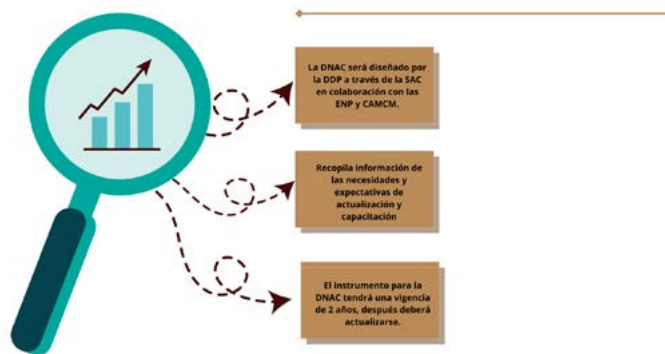 La DNAC será diseñado por
la DDP a través de la SAC
en colaboración con las
ENP y CAMCM.
Recopila información de
las necesidades y
expectativas de
actualización y
capacitación
El instrumento para la
DNAC tendrá una vigencia
de 2 años, después deberá
actualizarse.